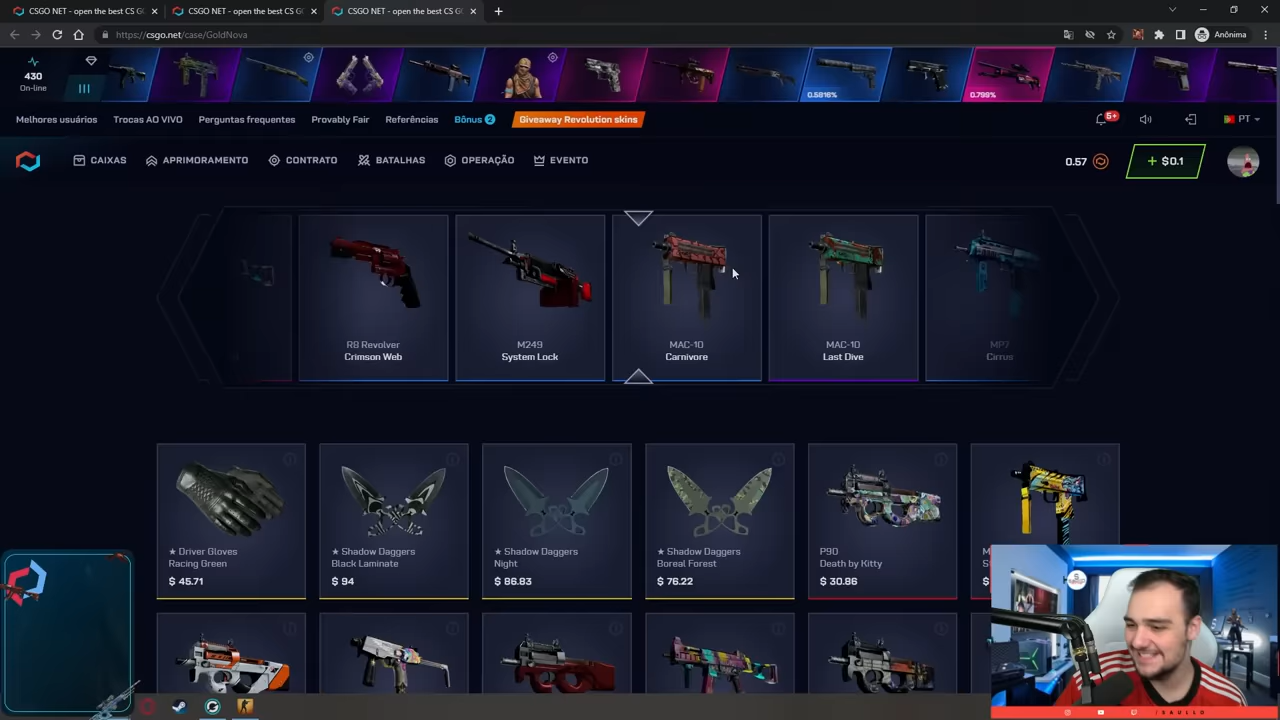 CSGO NET - open the best CS G
CSGO NET - open the best CS G
CSGO NET - open the best CS G
https://csgo.net/case/GoldNova
Anônima
430
On-line
0.5816%
0.799%
Melhores usuários
Trocas AO VIVO
Perguntas frequentes
Provably Fair
Referências
Bônus 2
Giveaway Revolution skins
5+
PT
CAIXAS
APRIMORAMENTO
CONTRATO
BATALHAS
OPERAÇÃO
EVENTO
0.57
+ $0.1
R8 Revolver
Crimson Web
M249
System Lock
MAC-10
Carnivore
MAC-10
Last Dive
MP7
Cirrus
★ Driver Gloves
Racing Green
$ 45.71
★ Shadow Daggers
Black Laminate
$ 94
★ Shadow Daggers
Night
$ 86.83
★ Shadow Daggers
Boreal Forest
$ 76.22
P90
Death by Kitty
$ 30.86
/SAULLO